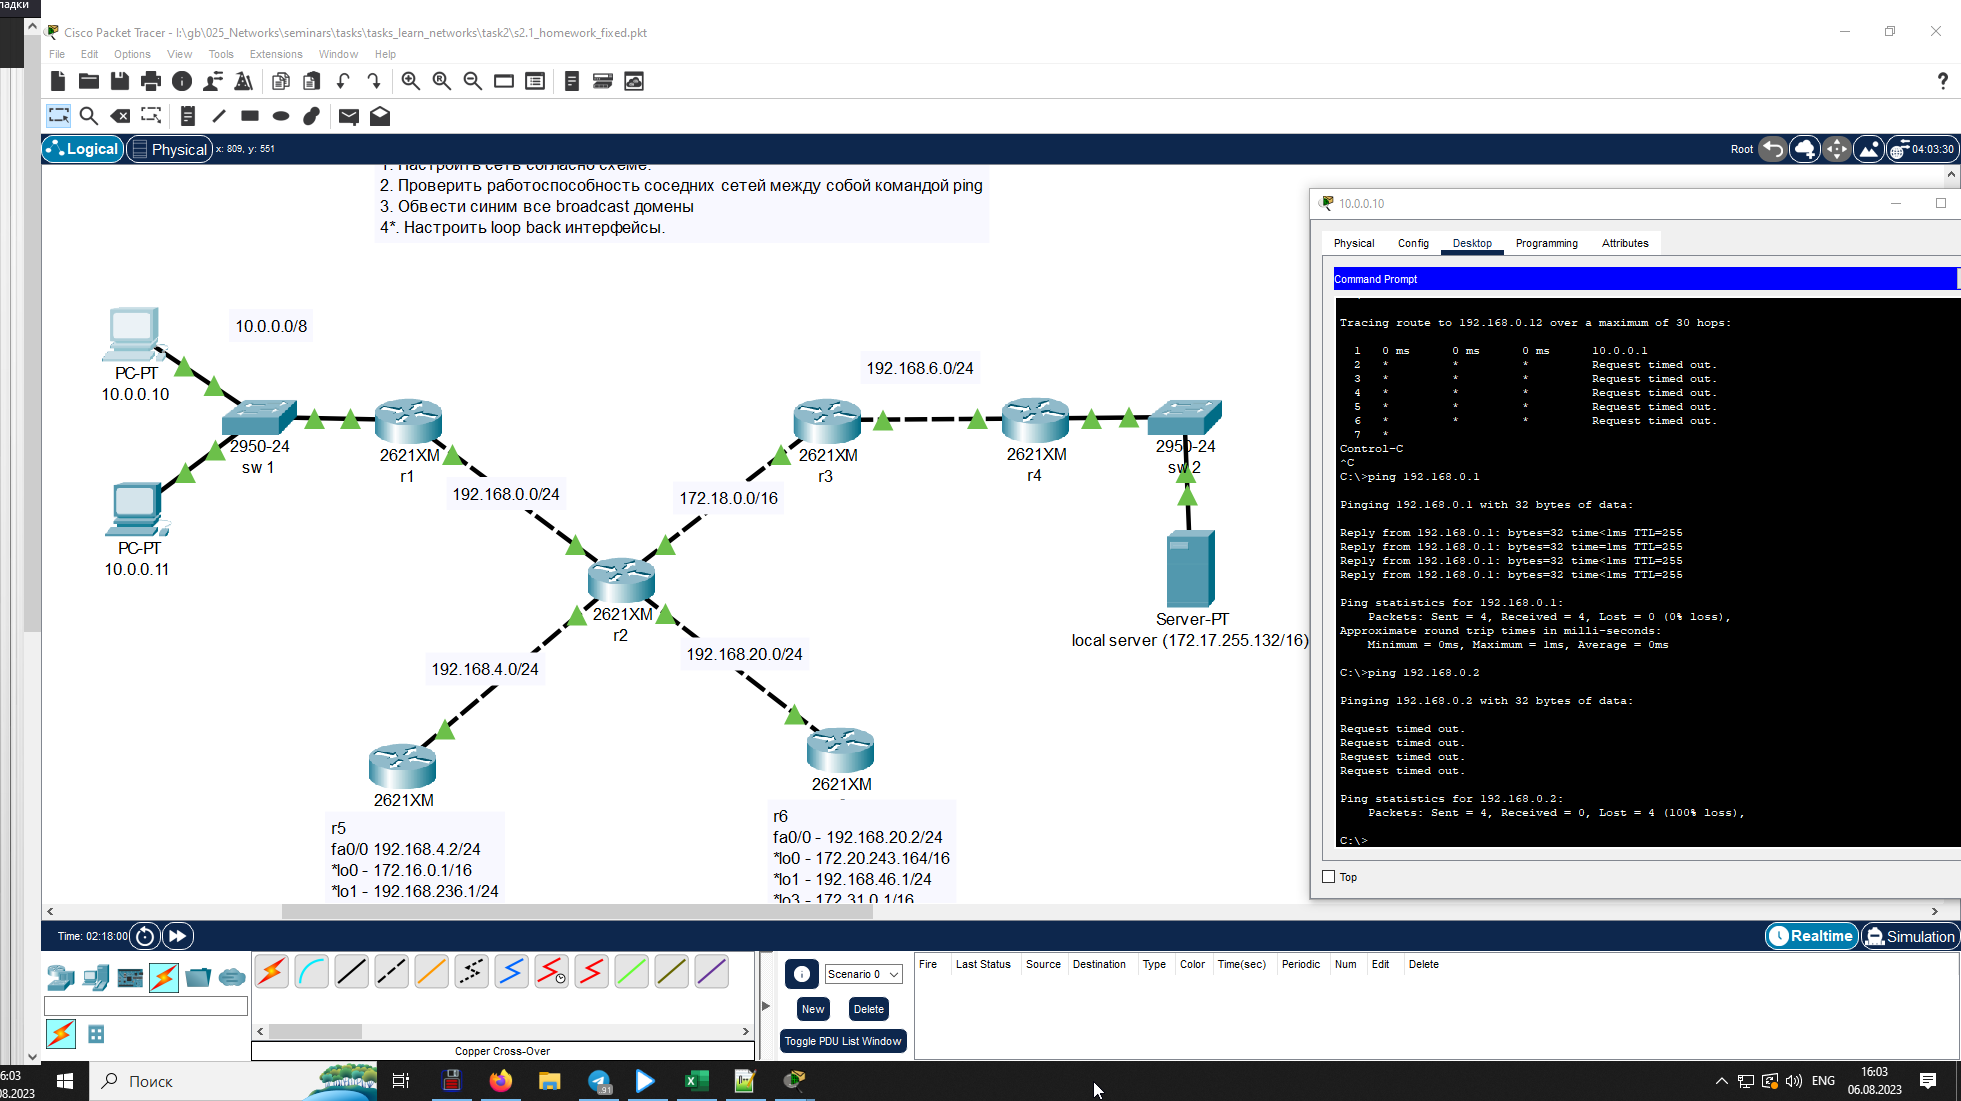 Cisco Packet Tracer - I:\gb\025_Networks\seminars\tasks\tasks_learn_networks\task2\s2.1_homework_fixed.pkt
File Edit Options View Tools Extensions Window Help
Logical Physical x: 809, y: 551
Root 04:03:30
1. Настроить сеть согласно схеме.
2. Проверить работоспособность соседних сетей между собой командой ping
3. Обвести синим все broadcast домены
4*. Настроить loop back интерфейсы.
10.0.0.0/8
PC-PT
10.0.0.10
2950-24
sw 1
PC-PT
10.0.0.11
2621XM
r1
192.168.0.0/24
172.18.0.0/16
2621XM
r3
192.168.6.0/24
2621XM
r4
2950-24
sw 2
Server-PT
local server (172.17.255.132/16)
2621XM
r2
192.168.4.0/24
192.168.20.0/24
2621XM
r5
fa0/0 192.168.4.2/24
*lo0 - 172.16.0.1/16
*lo1 - 192.168.236.1/24
2621XM
r6
fa0/0 - 192.168.20.2/24
*lo0 - 172.20.243.164/16
*lo1 - 192.168.46.1/24
*lo3 - 172.31.0.1/16
10.0.0.10
Physical Config Desktop Programming Attributes
Command Prompt
Tracing route to 192.168.0.12 over a maximum of 30 hops:
1 0 ms 0 ms 0 ms 10.0.0.1
2 * * * Request timed out.
3 * * * Request timed out.
4 * * * Request timed out.
5 * * * Request timed out.
6 * * * Request timed out.
7 *
Control-C
^C
C:\>ping 192.168.0.1
Pinging 192.168.0.1 with 32 bytes of data:
Reply from 192.168.0.1: bytes=32 time<1ms TTL=255
Reply from 192.168.0.1: bytes=32 time=1ms TTL=255
Reply from 192.168.0.1: bytes=32 time<1ms TTL=255
Reply from 192.168.0.1: bytes=32 time<1ms TTL=255
Ping statistics for 192.168.0.1:
Packets: Sent = 4, Received = 4, Lost = 0 (0% loss),
Approximate round trip times in milli-seconds:
Minimum = 0ms, Maximum = 1ms, Average = 0ms
C:\>ping 192.168.0.2
Pinging 192.168.0.2 with 32 bytes of data:
Request timed out.
Request timed out.
Request timed out.
Request timed out.
Ping statistics for 192.168.0.2:
Packets: Sent = 4, Received = 0, Lost = 4 (100% loss),
C:\>
Top
Time: 02:18:00
Realtime Simulation
Scenario 0
New Delete
Toggle PDU List Window
Fire Last Status Source Destination Type Color Time(sec) Periodic Num Edit Delete
Copper Cross-Over
Поиск
91
ENG
16:03
06.08.2023